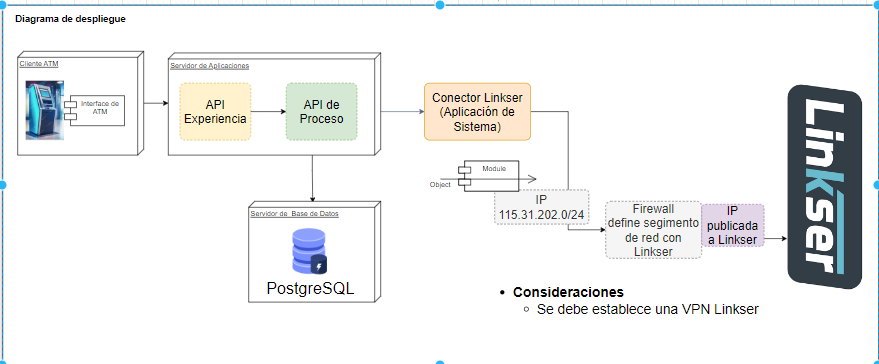 Diagrama de despliegue
Cliente ATM
Interface de
ATM
Servidor de Aplicaciones
API
Experiencia
API de
Proceso
Conector Linkser
(Aplicación de
Sistema)
Module
Object
IP
115.31.202.0/24
Firewall
define segimento
de red con
Linkser
IP
publicada
a Linkser
Linkser
Servidor de Base de Datos
PostgreSQL
Consideraciones
Se debe establece una VPN Linkser